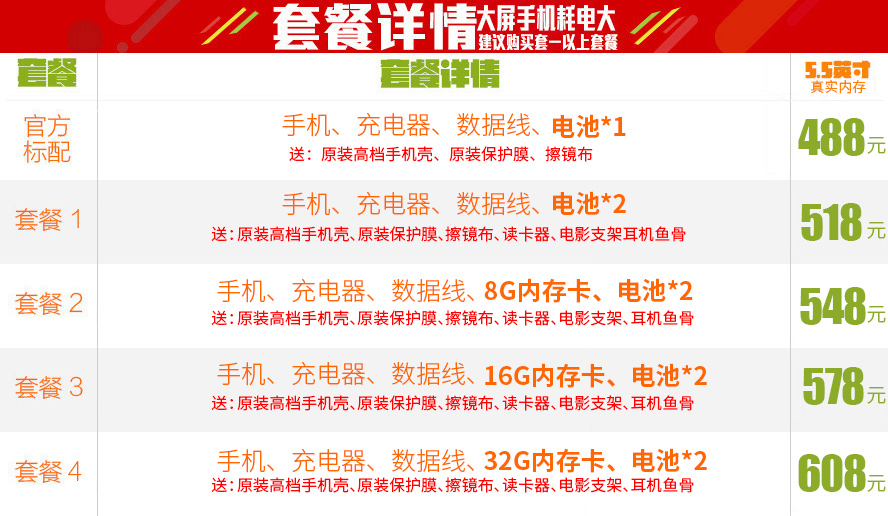 套餐详情
大屏手机耗电大
建议购买套一以上套餐
套餐
套餐详情
5.5英寸
真实内存
官方
标配
手机、充电器、数据线、电池*1
送：原装高档手机壳、原装保护膜、擦镜布
488元
套餐 1
手机、充电器、数据线、电池*2
送：原装高档手机壳、原装保护膜、擦镜布、读卡器、电影支架耳机鱼骨
518元
套餐 2
手机、充电器、数据线、8G内存卡、电池*2
送：原装高档手机壳、原装保护膜、擦镜布、读卡器、电影支架、耳机鱼骨
548元
套餐 3
手机、充电器、数据线、16G内存卡、电池*2
送：原装高档手机壳、原装保护膜、擦镜布、读卡器、电影支架、耳机鱼骨
578元
套餐 4
手机、充电器、数据线、32G内存卡、电池*2
送：原装高档手机壳、原装保护膜、擦镜布、读卡器、电影支架、耳机鱼骨
608元